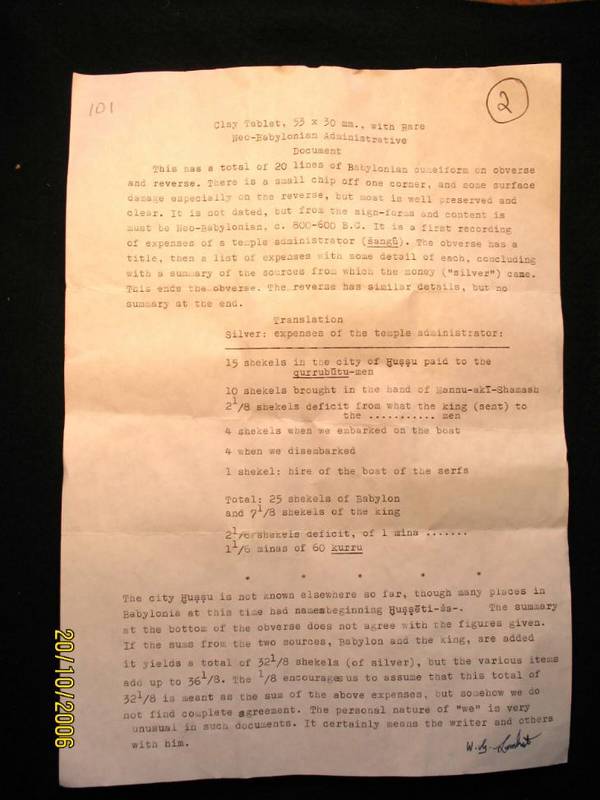 101
2
Clay Tablet, 53 x 30 mm., with Rare
Neo-Babylonian Administrative
Document
This has a total of 20 lines of Babylonian cuneiform on obverse
and reverse. There is a small chip off one corner, and some surface
damage especially on the reverse, but most is well preserved and
clear. It is not dated, but from the sign-forms and content is
must be Neo-Babylonian, c. 800-600 B.C. It is a first recording
of expenses of a temple administrator (šangû). The obverse has a
title, then a list of expenses with some detail of each, concluding
with a summary of the sources from which the money ("silver") came.
This ends the obverse. The reverse has similar details, but no
summary at the end.
Translation
Silver: expenses of the temple administrator:
15 shekels in the city of Ḫuṣṣu paid to the
qurrubūtu-men
10 shekels brought in the hand of Mannu-akī-Shamash
2 1/8 shekels deficit from what the king (sent) to
the ........... men
4 shekels when we embarked on the boat
4 when we disembarked
1 shekel: hire of the boat of the serfs
Total: 25 shekels of Babylon
and 7 1/8 shekels of the king
2 1/8 shekels deficit, of 1 mina .......
1 1/6 minas of 60 kurru
* * * * *
The city Ḫuṣṣu is not known elsewhere so far, though many places in
Babylonia at this time had names beginning Ḫuṣṣēti-ša-. The summary
at the bottom of the obverse does not agree with the figures given.
If the sums from the two sources, Babylon and the king, are added
it yields a total of 32 1/8 shekels (of silver), but the various items
add up to 36 1/8. The 1/8 encourages us to assume that this total of
32 1/8 is meant as the sum of the above expenses, but somehow we do
not find complete agreement. The personal nature of "we" is very
unusual in such documents. It certainly means the writer and others
with him.
W. G. Lambert
20/10/2006